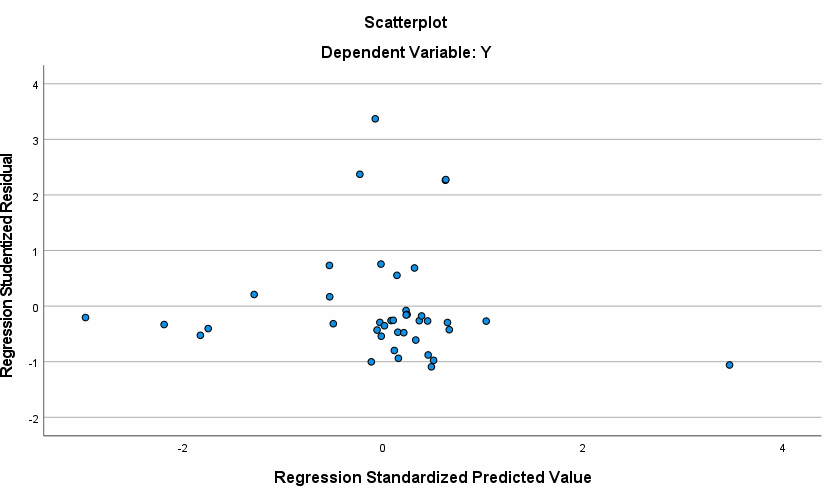 Scatterplot
Dependent Variable: Y
Regression Studentized Residual
4
3
2
1
0
-1
-2
-2
0
2
4
Regression Standardized Predicted Value